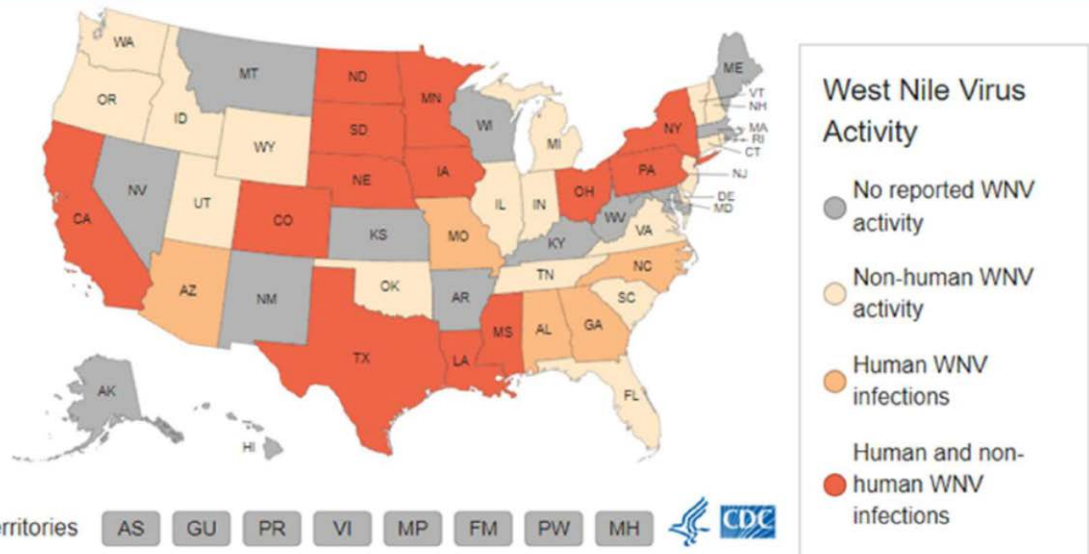 WA
MT
ND
MN
ME
VT
NH
OR
ID
SD
WI
NY
MA
RI
CT
WY
MI
NE
IA
PA
NJ
NV
UT
IL
IN
OH
DE
MD
CA
CO
KS
MO
WV
KY
VA
AZ
NM
OK
AR
TN
NC
SC
TX
LA
MS
AL
GA
FL
AK
HI
West Nile Virus
Activity
No reported WNV
activity
Non-human WNV
activity
Human WNV
infections
Human and non-
human WNV
infections
erritories AS GU PR VI MP FM PW MH CDC